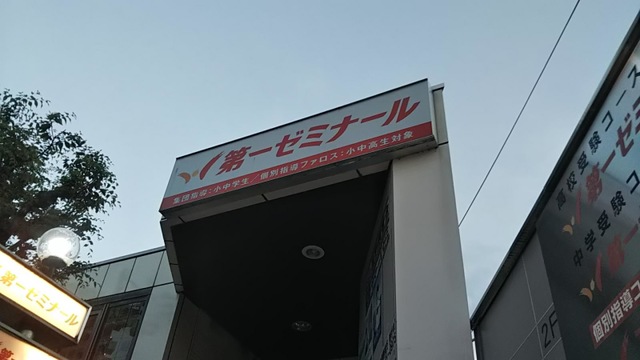 第一ゼミナール
集団指導:小中学生/個別指導ファロス:小中高生対象
第一ゼミナール
高校受験コース
第一ゼミ
中学受験コ
個別指導コ
2F